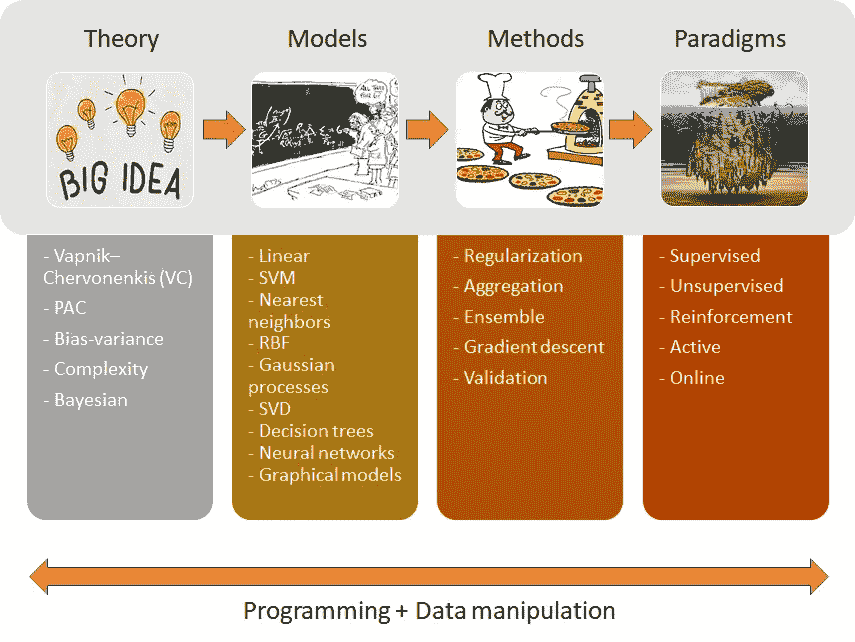 Theory
Models
Methods
Paradigms
BIG IDEA
- Vapnik–
Chervonenkis (VC)
- PAC
- Bias-variance
- Complexity
- Bayesian
- Linear
- SVM
- Nearest
neighbors
- RBF
- Gaussian
processes
- SVD
- Decision trees
- Neural networks
- Graphical models
- Regularization
- Aggregation
- Ensemble
- Gradient descent
- Validation
- Supervised
- Unsupervised
- Reinforcement
- Active
- Online
Programming + Data manipulation